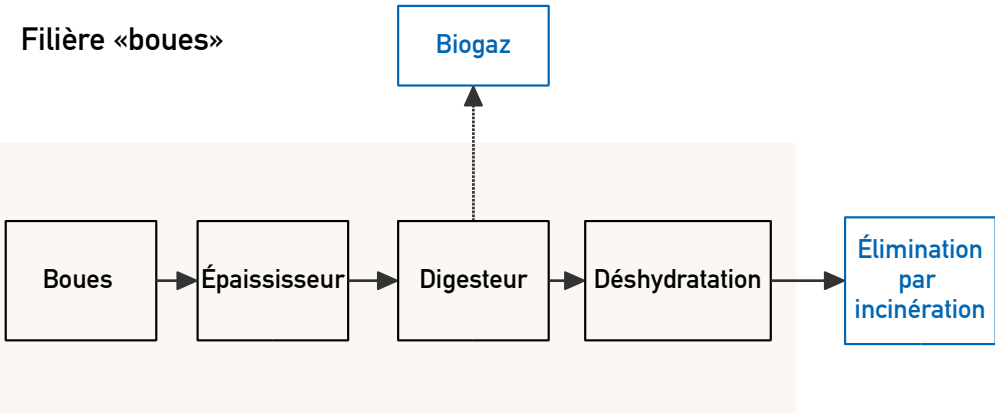 Filière «boues»
Biogaz
Boues
Épaississeur
Digesteur
Déshydratation
Élimination
par
incinération